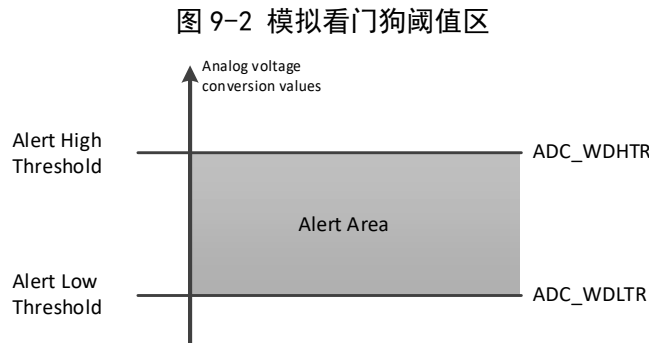 图 9-2 模拟看门狗阈值区
Analog voltage
conversion values
Alert High
Threshold
ADC_WDHTR
Alert Area
Alert Low
Threshold
ADC_WDLTR